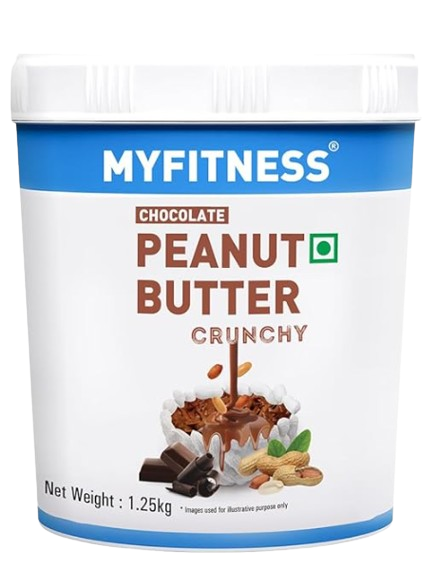 MYFITNESS®
CHOCOLATE
PEANUT
BUTTER
CRUNCHY
Net Weight : 1.25kg
* Images used for illustrative purpose only